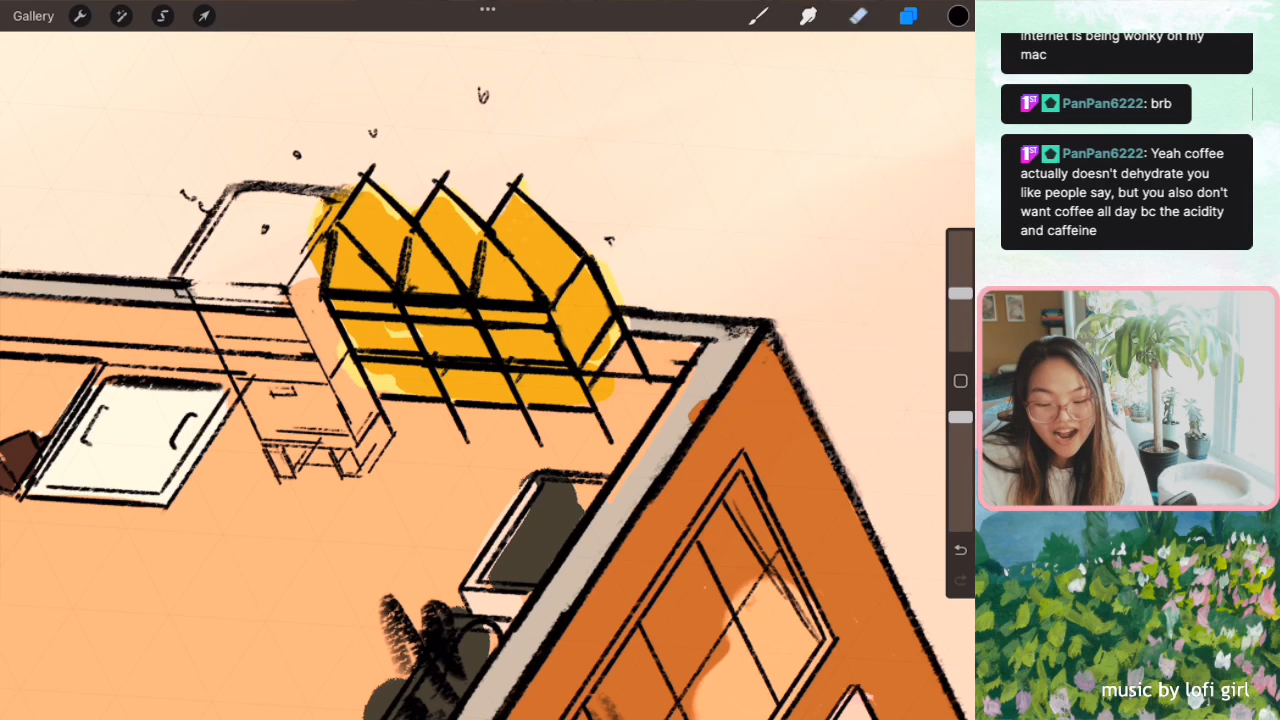 Gallery
internet is being wonky on my
mac
1ST PanPan6222: brb
1ST PanPan6222: Yeah coffee
actually doesn't dehydrate you
like people say, but you also don't
want coffee all day bc the acidity
and caffeine
music by lofi girl